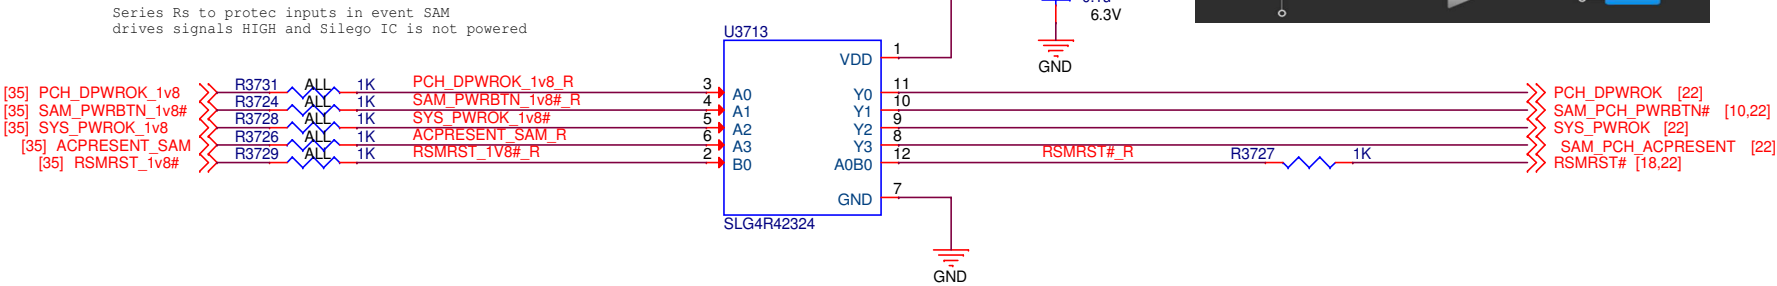 Series Rs to protec inputs in event SAM
drives signals HIGH and Silego IC is not powered
6.3V
GND
U3713
VDD 1
[35] PCH_DPWROK_1v8 R3731 ALL 1K PCH_DPWROK_1v8_R 3 A0 Y0 11 PCH_DPWROK [22]
[35] SAM_PWRBTN_1v8# R3724 ALL 1K SAM_PWRBTN_1v8#_R 4 A1 Y1 10 SAM_PCH_PWRBTN# [10,22]
[35] SYS_PWROK_1v8 R3728 ALL 1K SYS_PWROK_1v8# 5 A2 Y2 9 SYS_PWROK [22]
[35] ACPRESENT_SAM R3726 ALL 1K ACPRESENT_SAM_R 6 A3 Y3 8 SAM_PCH_ACPRESENT [22]
[35] RSMRST_1v8# R3729 ALL 1K RSMRST_1V8#_R 2 B0 A0B0 12 RSMRST#_R R3727 1K RSMRST# [18,22]
GND 7
SLG4R42324
GND